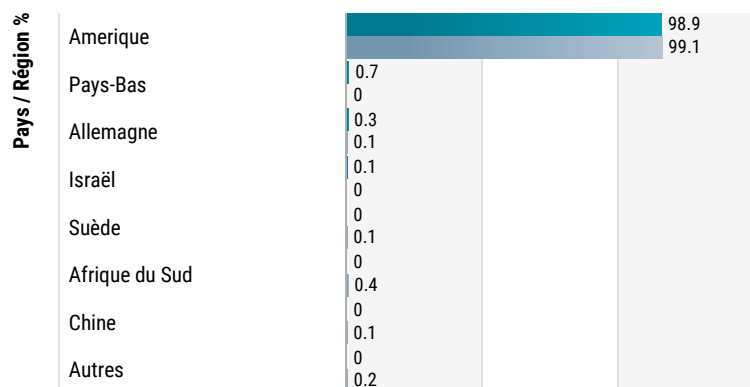 Pays / Région %
Amerique
98.9
99.1
Pays-Bas
0.7
0
Allemagne
0.3
0.1
Israël
0.1
0
Suède
0
0.1
Afrique du Sud
0
0.4
Chine
0
0.1
Autres
0
0.2